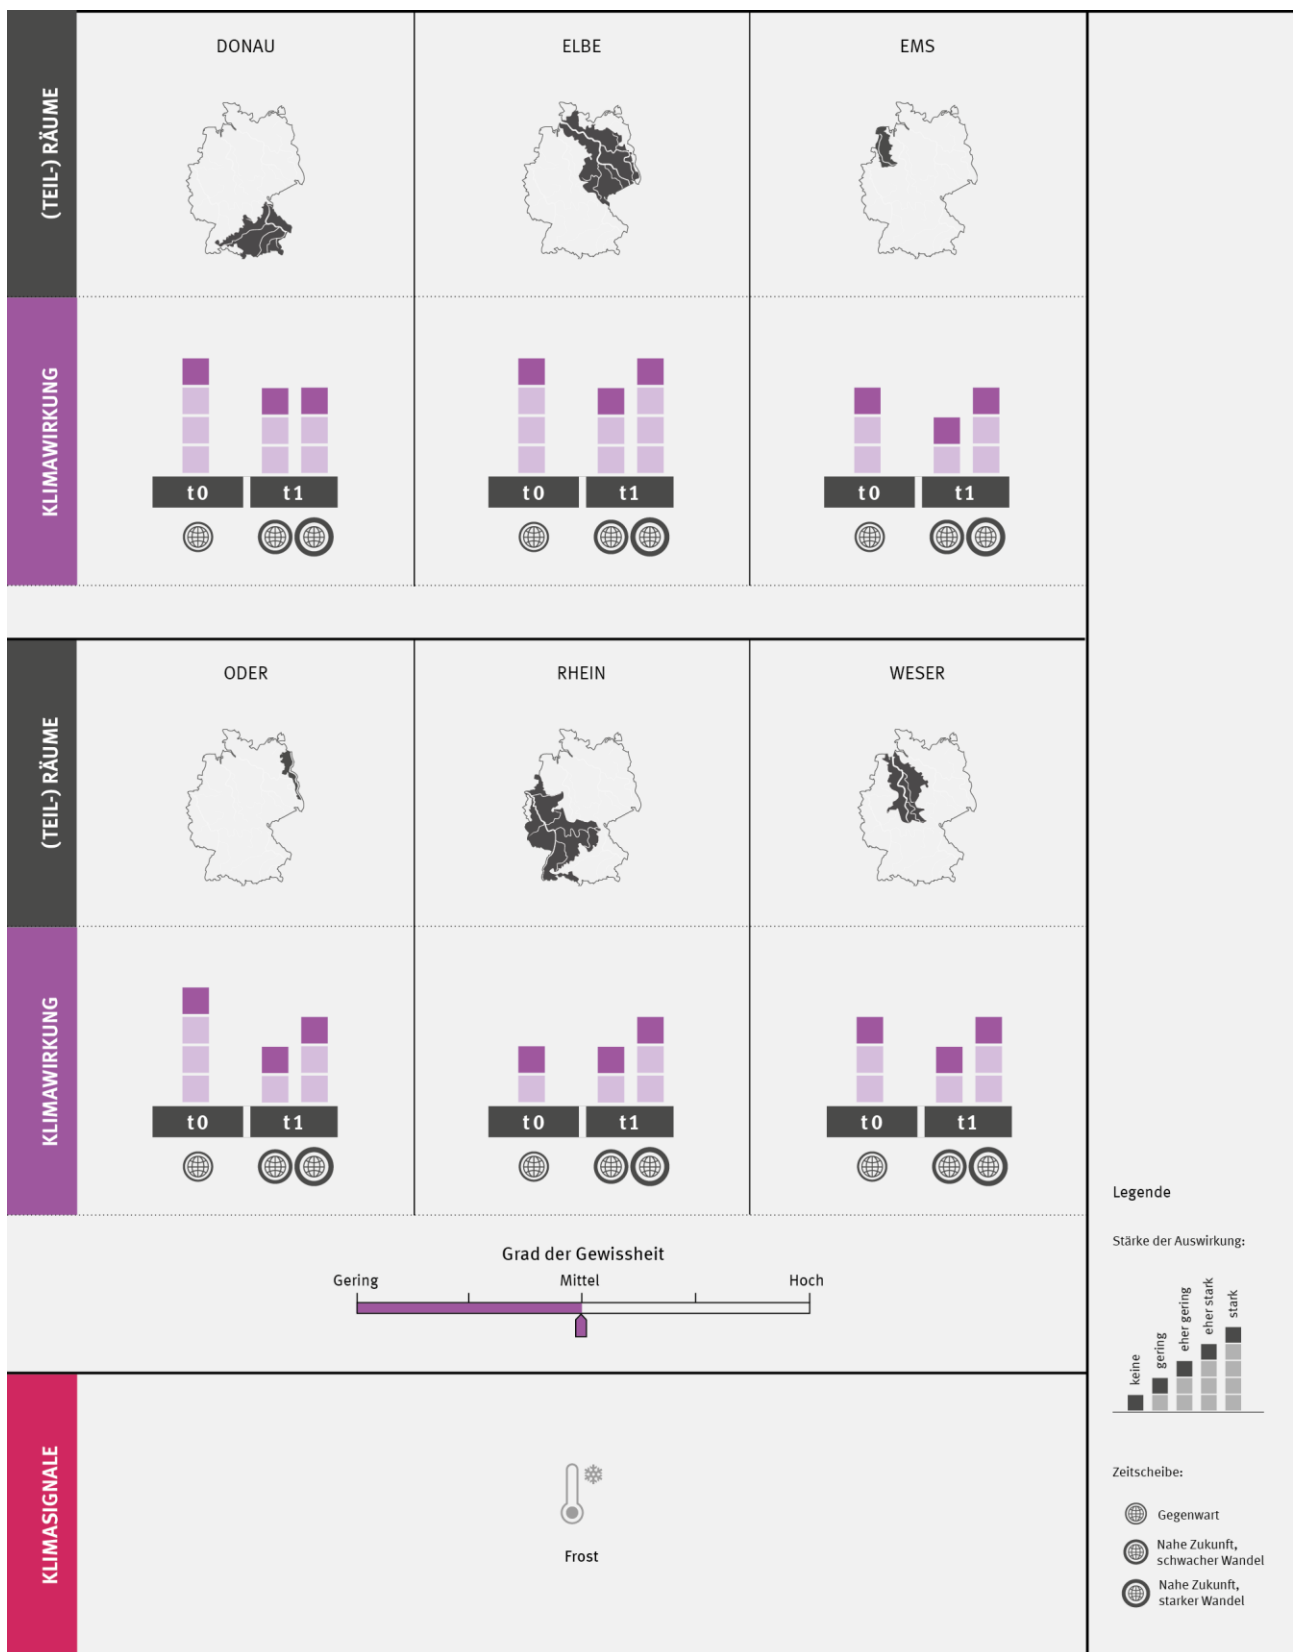 (TEIL-) RÄUME
DONAU
ELBE
EMS
KLIMAWIRKUNG
t0
t1
t0
t1
t0
t1
(TEIL-) RÄUME
ODER
RHEIN
WESER
KLIMAWIRKUNG
t0
t1
t0
t1
t0
t1
Grad der Gewissheit
Gering
Mittel
Hoch
KLIMASIGNALE
Frost
Legende
Stärke der Auswirkung:
keine
gering
eher gering
eher stark
stark
Zeitscheibe:
Gegenwart
Nahe Zukunft,
schwacher Wandel
Nahe Zukunft,
starker Wandel